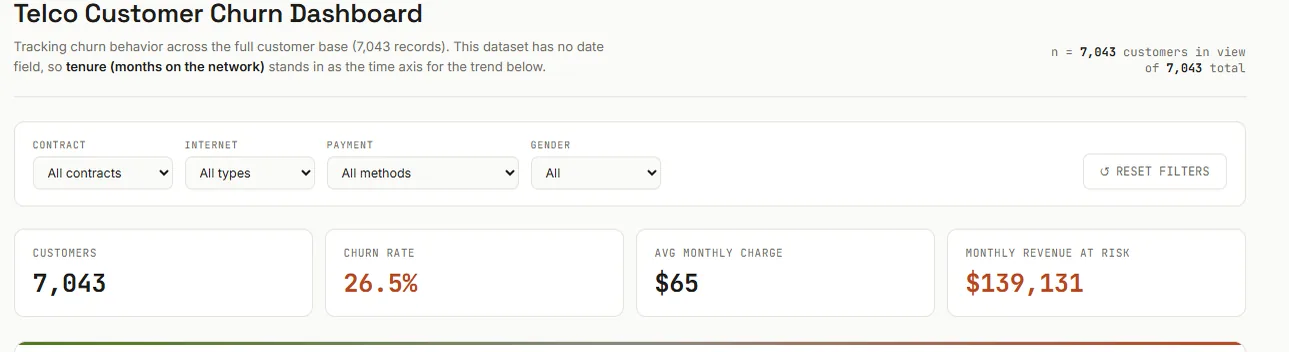 Telco Customer Churn Dashboard
Tracking churn behavior across the full customer base (7,043 records). This dataset has no date
field, so tenure (months on the network) stands in as the time axis for the trend below.
n = 7,043 customers in view
of 7,043 total
CONTRACT
INTERNET
PAYMENT
GENDER
All contracts
All types
All methods
All
↺ RESET FILTERS
CUSTOMERS
7,043
CHURN RATE
26.5%
AVG MONTHLY CHARGE
$65
MONTHLY REVENUE AT RISK
$139,131